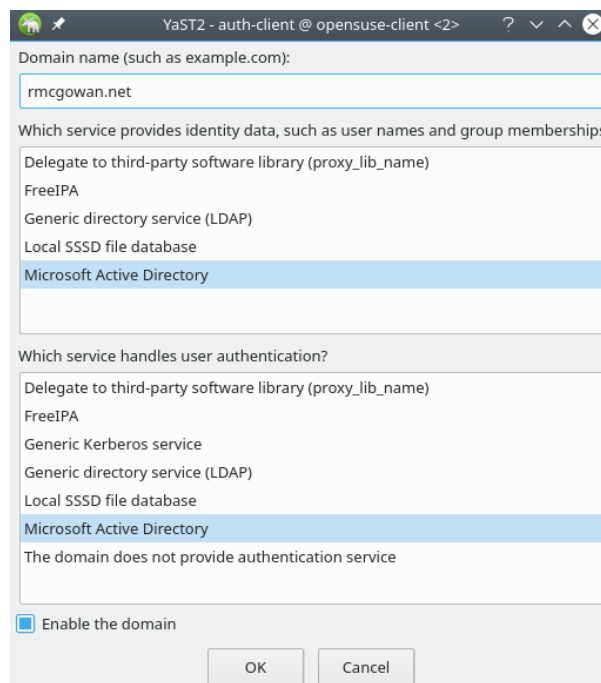 YaST2 - auth-client @ opensuse-client <2>
Domain name (such as example.com):
rmcgowan.net
Which service provides identity data, such as user names and group memberships
Delegate to third-party software library (proxy_lib_name)
FreeIPA
Generic directory service (LDAP)
Local SSSD file database
Microsoft Active Directory
Which service handles user authentication?
Delegate to third-party software library (proxy_lib_name)
FreeIPA
Generic Kerberos service
Generic directory service (LDAP)
Local SSSD file database
Microsoft Active Directory
The domain does not provide authentication service
Enable the domain
OK Cancel